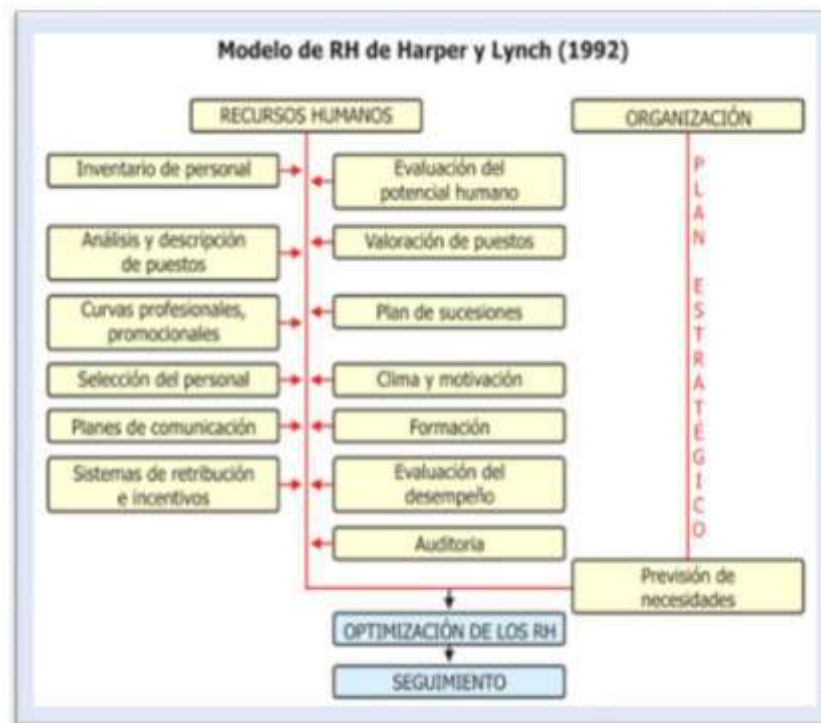 Modelo de RH de Harper y Lynch (1992)
RECURSOS HUMANOS
ORGANIZACIÓN
Inventario de personal
Evaluación del
potencial humano
Análisis y descripción
de puestos
Valoración de puestos
Curvas profesionales,
promocionales
Plan de sucesiones
Selección del personal
Clima y motivación
Planes de comunicación
Formación
Sistemas de retribución
e incentivos
Evaluación del
desempeño
Auditoria
PLAN ESTRATÉGICO
Previsión de
necesidades
OPTIMIZACIÓN DE LOS RH
SEGUIMIENTO